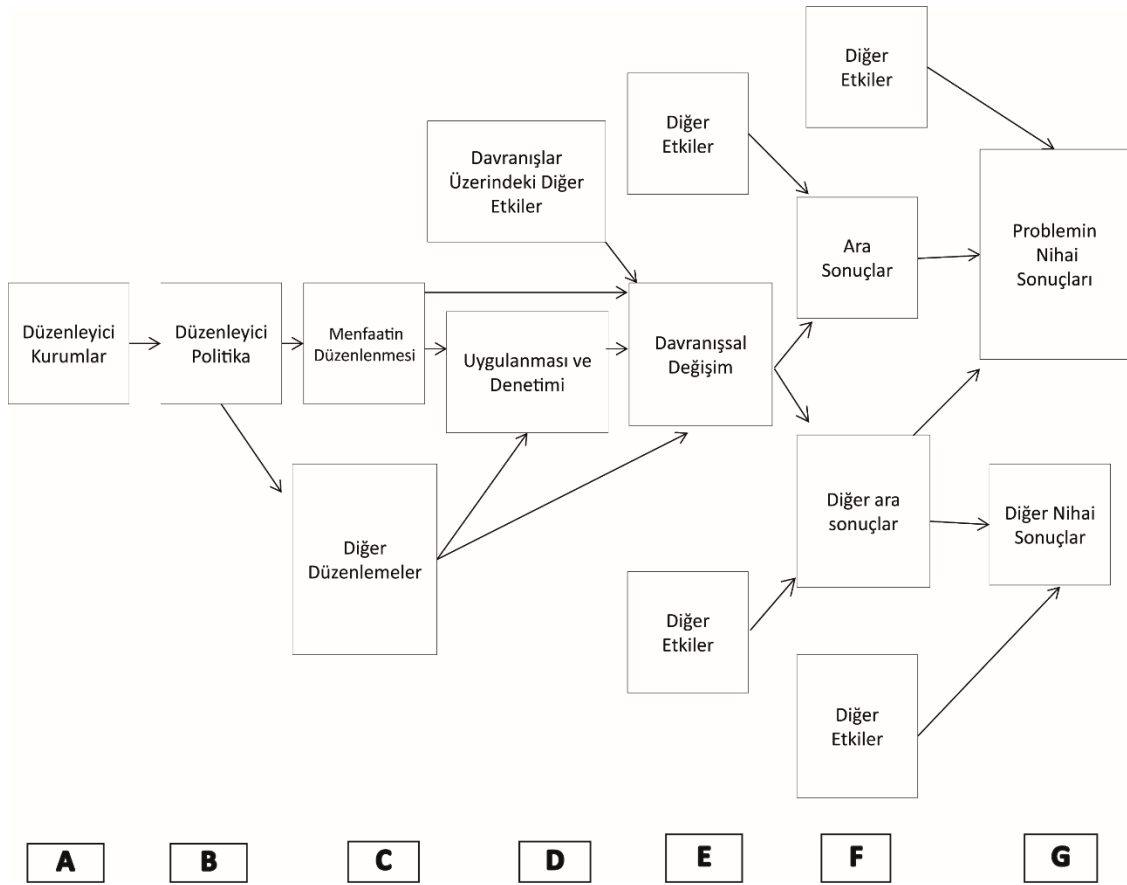 Diğer
Etkiler
Diğer
Etkiler
Davranışlar
Üzerindeki Diğer
Etkiler
Problemin
Nihai
Sonuçları
Ara
Sonuçlar
Düzenleyici
Kurumlar
Düzenleyici
Politika
Menfaatin
Düzenlenmesi
Uygulanması ve
Denetimi
Davranışsal
Değişim
Diğer
Düzenlemeler
Diğer ara
sonuçlar
Diğer Nihai
Sonuçlar
Diğer
Etkiler
Diğer
Etkiler
A
B
C
D
E
F
G